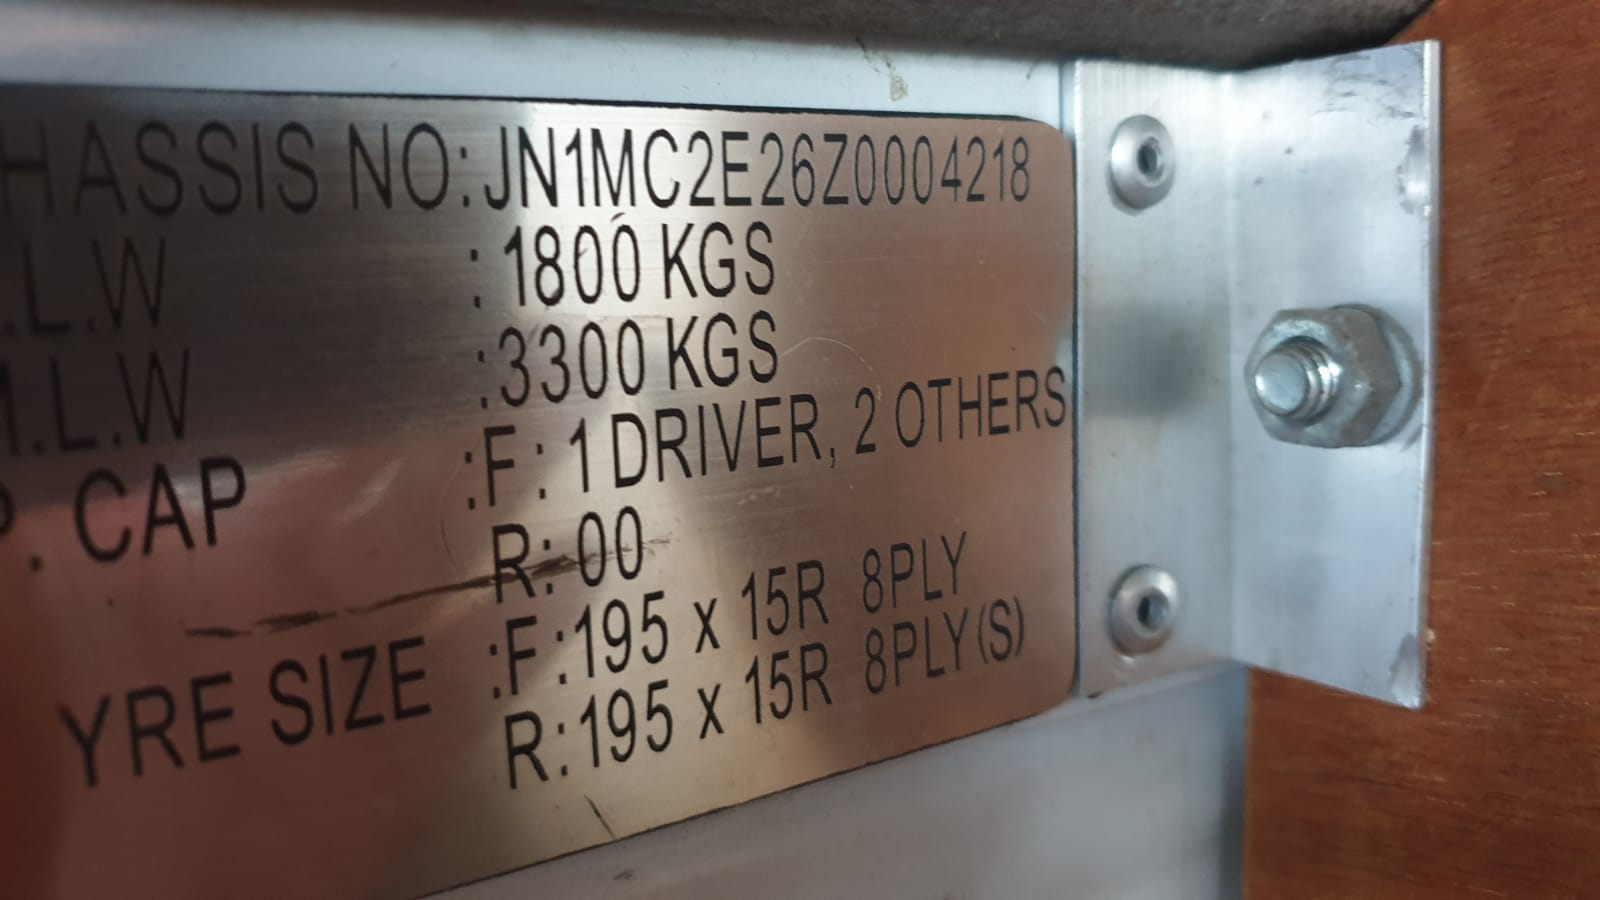 HASSIS NO: JN1MC2E26Z0004218
.L.W : 1800 KGS
M.L.W : 3300 KGS
P. CAP :F: 1 DRIVER, 2 OTHERS
R: 00
YRE SIZE :F:195 x 15R 8PLY
R:195 x 15R 8PLY(S)